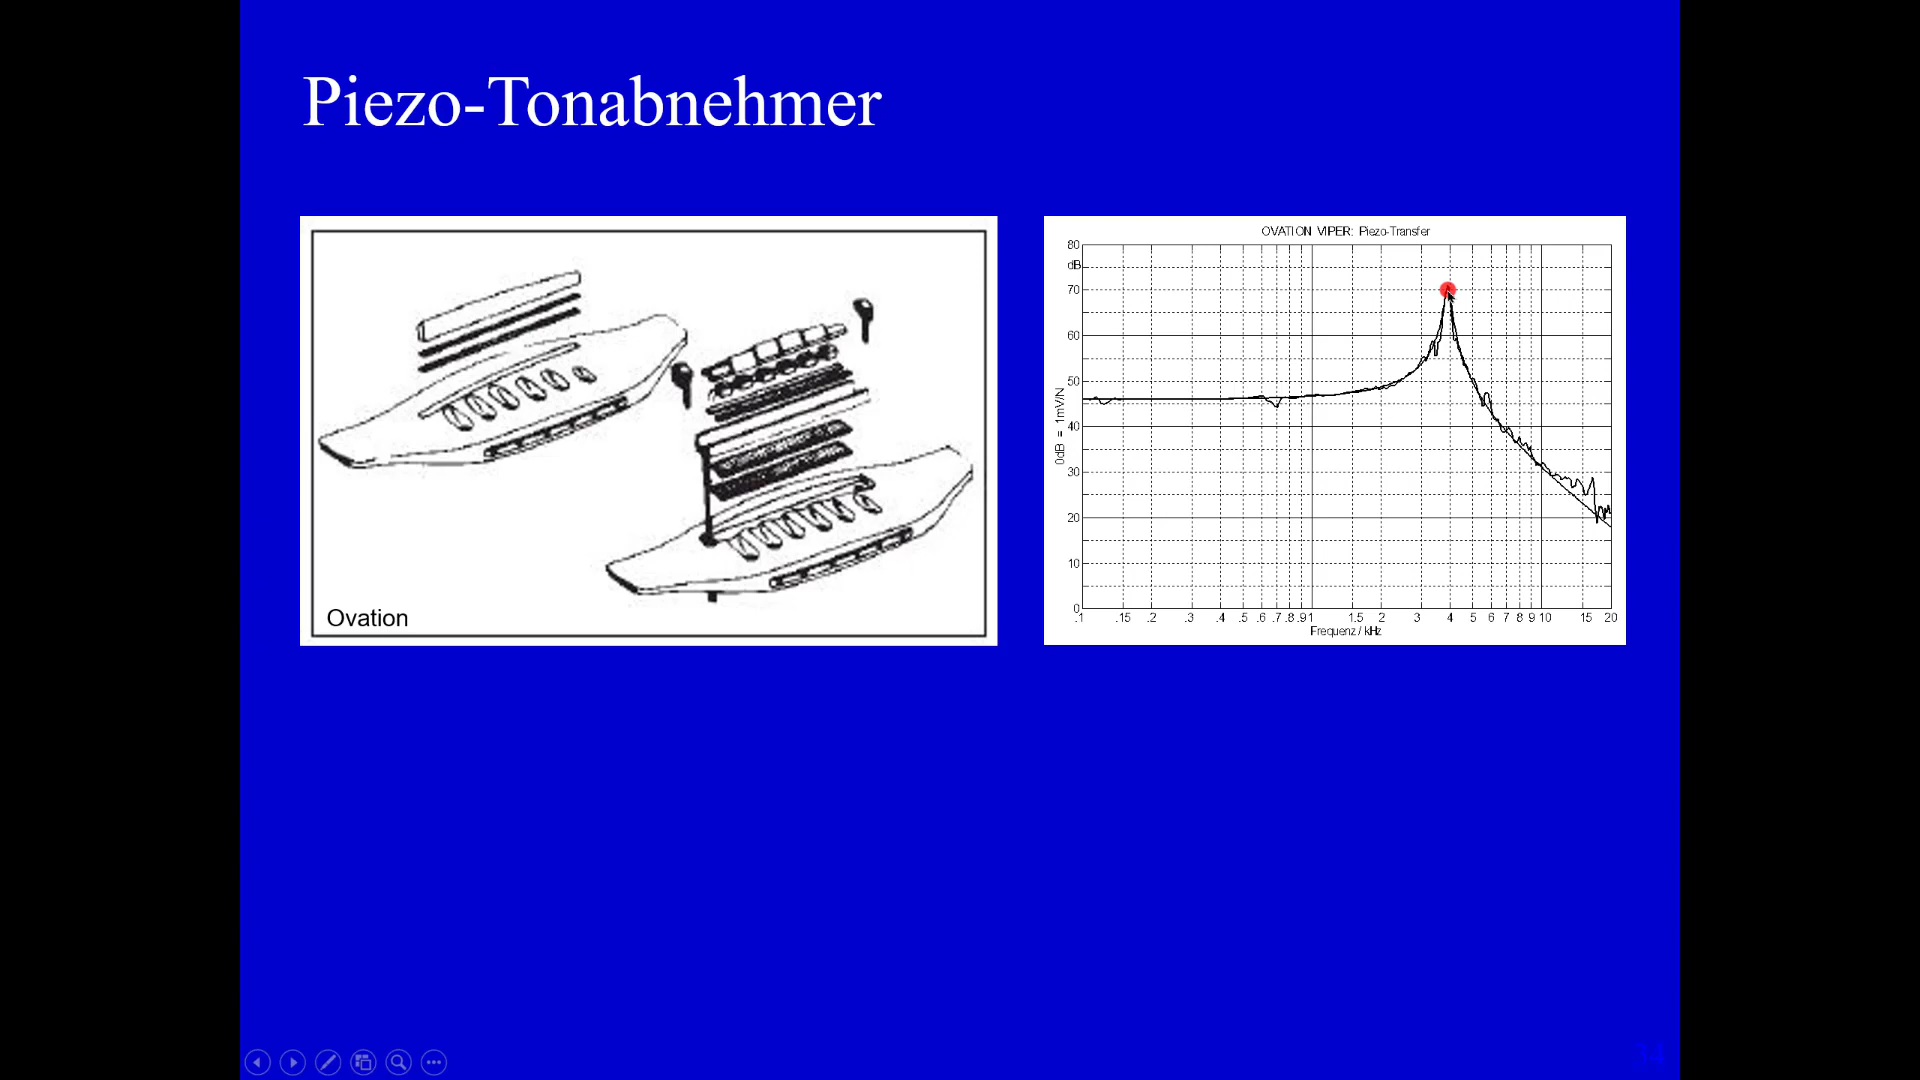 Piezo-Tonabnehmer
Ovation
OVATION VIPER: Piezo-Transfer
80
dB
70
60
50
40
30
20
10
0
0dB = 1mV/N
.1 .15 .2 .3 .4 .5 .6 .7 .8 .9 1 1.5 2 3 4 5 6 7 8 9 10 15 20
Frequenz / kHz
34